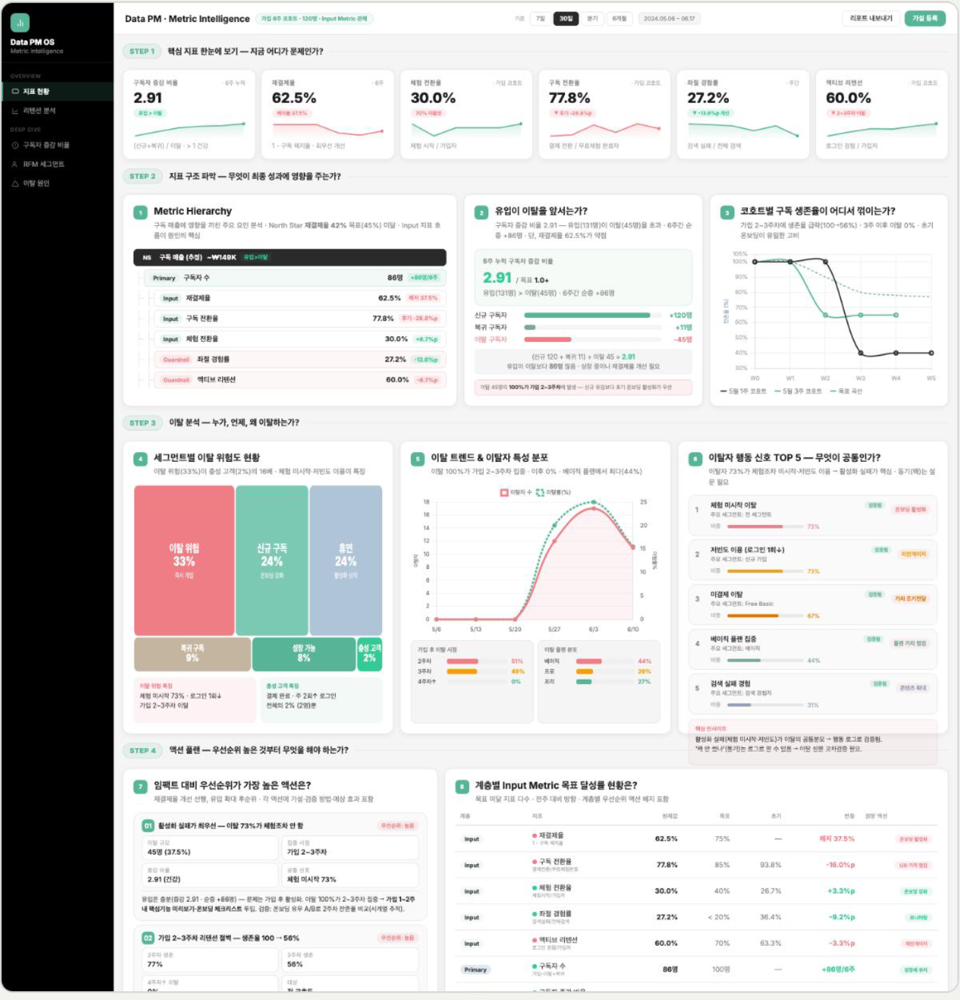 Data PM OS
Metric Intelligence
OVERVIEW
지표 현황
리텐션 분석
DEEP DIVE
구독자 증감 비율
RFM 세그먼트
이탈 원인
Data PM · Metric Intelligence
가입 6주 코호트 · 120명 · Input Metric 관제
기준
7일
30일
분기
6개월
2024.05.06 – 06.17
리포트 내보내기
가설 등록
STEP 1
핵심 지표 한눈에 보기 — 지금 어디가 문제인가?
구독자 증감 비율 · 6주 누적
2.91
유입 > 이탈
(신규+복귀) / 이탈 · > 1 건강
재결제율 · 6주
62.5%
해지율 37.5%
1 - 구독 해지율 · 최우선 개선
체험 전환율 · 가입 코호트
30.0%
70% 미활성
체험 시작 / 가입자
구독 전환율 · 가입 코호트
77.8%
▼ 후기 -28.8%p
결제 전환 / 무료체험 완료자
좌절 경험률 · 주간
27.2%
▼ -13.6%p 개선
검색 실패 / 전체 검색
액티브 리텐션 · 가입 코호트
60.0%
▼ 2~3주차 이탈
로그인 경험 / 가입자
STEP 2
지표 구조 파악 — 무엇이 최종 성과에 영향을 주는가?
1 Metric Hierarchy
구독 매출에 영향을 끼친 주요 요인 분석 · North Star 재결제율 42% 목표(45%) 미달 · Input 지표 흐
름이 원인의 핵심
NS 구독 매출 (추정) ~₩149K 유입>이탈
Primary 구독자 수 86명 +86명/6주
Input 재결제율 62.5% 해지 37.5%
Input 구독 전환율 77.8% 후기 -28.8%p
Input 체험 전환율 30.0% +6.7%p
Guardrail 좌절 경험률 27.2% -13.6%p
Guardrail 액티브 리텐션 60.0% -6.7%p
2 유입이 이탈을 앞서는가?
구독자 증감 비율 2.91 — 유입(131명)이 이탈(45명)을 초과 · 6주간 순
증 +86명 · 단, 재결제율 62.5%가 약점
6주 누적 구독자 증감 비율
2.91 / 목표 1.0+
유입(131명) > 이탈(45명) · 6주간 순증 +86명
신규 구독자 +120명
복귀 구독자 +11명
이탈 구독자 -45명
(신규 120 + 복귀 11) ÷ 이탈 45 = 2.91
유입이 이탈보다 86명 많음 · 성장 중이나 재결제율 개선 필요
이탈 45명의 100%가 가입 2~3주차에 발생 — 신규 유입보다 초기 온보딩 활성화가 우선
3 코호트별 구독 생존율이 어디서 꺾이는가?
가입 2~3주차에 생존율 급락(100→56%) · 3주 이후 이탈 0% · 초기
온보딩이 유일한 고비
잔존율 (%)
105%
100%
90%
80%
70%
60%
50%
40%
30%
W0 W1 W2 W3 W4 W5
5월 1주 코호트 5월 3주 코호트 목표 곡선
STEP 3
이탈 분석 — 누가, 언제, 왜 이탈하는가?
4 세그먼트별 이탈 위험도 현황
이탈 위험(33%)이 충성 고객(2%)의 16배 · 체험 미시작·저빈도 이용이 특징
이탈 위험
33%
즉시 개입
신규 구독
24%
온보딩 강화
휴면
24%
복귀 구독
9%
성장 가능
8%
충성 고객
2%
이탈 위험 특징
체험 미시작 73% · 로그인 1회↓
가입 2~3주차 이탈
충성 고객 특징
결제 완료 · 주 2회↑ 로그인
전체의 2% (2명)뿐
5 이탈 트렌드 & 이탈자 특성 분포
이탈 100%가 가입 2~3주차 집중 · 이후 0% · 베이직 플랜에서 최다(44%)
이탈자 수 이탈률(%)
이탈자
18
16
14
12
10
8
6
4
2
0
25
20
15
10
5
0
이탈률%
5/6 5/13 5/20 5/27 6/3 6/10
가입 후 이탈 시점
2주차 51%
3주차 49%
4주차↑ 0%
이탈 플랜 분포
베이직 44%
프로 29%
프리 27%
6 이탈자 행동 신호 TOP 5 — 무엇이 공통인가?
이탈자 73%가 체험조차 미시작·저빈도 이용 → 활성화 실패가 핵심 · 동기(왜)는 설
문 필요
1 체험 미시작 이탈 검증됨 온보딩 활성화
주요 세그먼트: 전 세그먼트
비중 73%
2 저빈도 이용 (로그인 1회↓) 검증됨 리인게이지
주요 세그먼트: 신규 가입
비중 73%
3 미결제 이탈 검증됨 가치 조기전달
주요 세그먼트: Free·Basic
비중 67%
4 베이직 플랜 집중 검증됨 플랜 가치 점검
주요 세그먼트: 베이직
비중 44%
5 검색 실패 경험 검증됨 콘텐츠 확대
주요 세그먼트: 검색 경험자
비중 31%
핵심 인사이트
활성화 실패(체험 미시작·저빈도)가 이탈의 공통분모 → 행동 로그로 검증됨.
'왜 안 썼나'(동기)는 로그로 알 수 없음 → 이탈 설문 교차검증 필요.
STEP 4
액션 플랜 — 우선순위 높은 것부터 무엇을 해야 하는가?
7 임팩트 대비 우선순위가 가장 높은 액션은?
재결제율 개선 선행, 유입 확대 후순위 · 각 액션에 가설·검증 방법·예상 효과 포함
01 활성화 실패가 최우선 — 이탈 73%가 체험조차 안 함 우선순위: 높음
이탈 규모
45명 (37.5%)
집중 시점
가입 2~3주차
증감 비율
2.91 (건강)
공통 신호
체험 미시작 73%
유입은 충분(증감 2.91 · 순증 +86명) — 문제는 가입 후 활성화. 이탈 100%가 2~3주차 집중 → 가입 1~2주
내 핵심기능 미리보기·온보딩 체크리스트 투입. 검증: 온보딩 유무 A/B로 2주차 잔존율 비교(시계열 추적).
02 가입 2~3주차 리텐션 절벽 — 생존율 100 → 56% 우선순위: 높음
2주차 생존
77%
3주차 생존
56%
4주차↑ 이탈
0%
대상
전 코호트
8 계층별 Input Metric 목표 달성률 현황은?
목표 미달 지표 다수 · 전주 대비 방향 · 계층별 우선순위 액션 배지 포함
계층 지표 현재값 목표 초기 변동 권장 액션
Input 재결제율 62.5% 75% — 해지 37.5% 온보딩 활성화
1 - 구독 해지율
Input 구독 전환율 77.8% 85% 93.8% -16.0%p UX·가격 점검
결제전환/무료체험완료
Input 체험 전환율 30.0% 40% 26.7% +3.3%p 온보딩 강화
체험시작/가입자
Input 좌절 경험률 27.2% < 20% 36.4% -9.2%p 모니터링
검색실패/전체검색
Input 액티브 리텐션 60.0% 70% 63.3% -3.3%p 재인게이지
로그인 경험/가입자
Primary 구독자 수 86명 100명 — +86명/6주 성장세 유지
가입-이탈+복귀
구독자 증감 비율